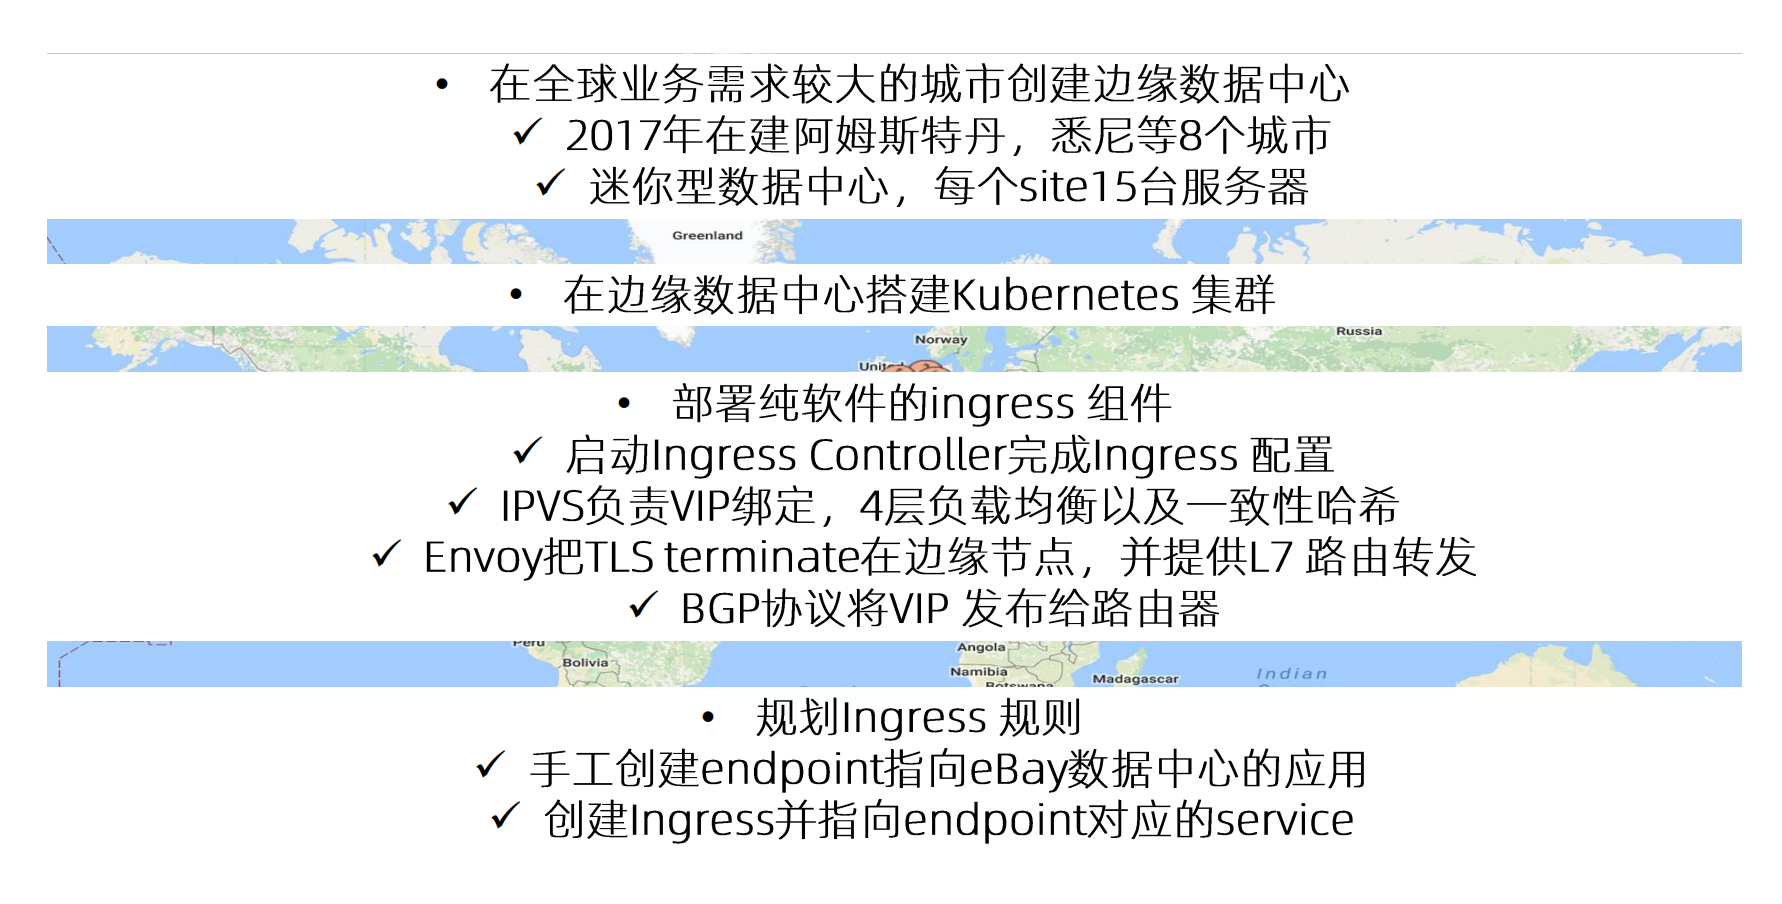 • 在全球业务需求较大的城市创建边缘数据中心
✓ 2017年在建阿姆斯特丹，悉尼等8个城市
✓ 迷你型数据中心，每个site15台服务器
Greenland
• 在边缘数据中心搭建Kubernetes 集群
Russia
Norway
United
• 部署纯软件的ingress 组件
✓ 启动Ingress Controller完成Ingress 配置
✓ IPVS负责VIP绑定，4层负载均衡以及一致性哈希
✓ Envoy把TLS terminate在边缘节点，并提供L7 路由转发
✓ BGP协议将VIP 发布给路由器
Peru
Angola
Bolivia
Namibia
Madagascar
Indian
Botswana
• 规划Ingress 规则
✓ 手工创建endpoint指向eBay数据中心的应用
✓ 创建Ingress并指向endpoint对应的service